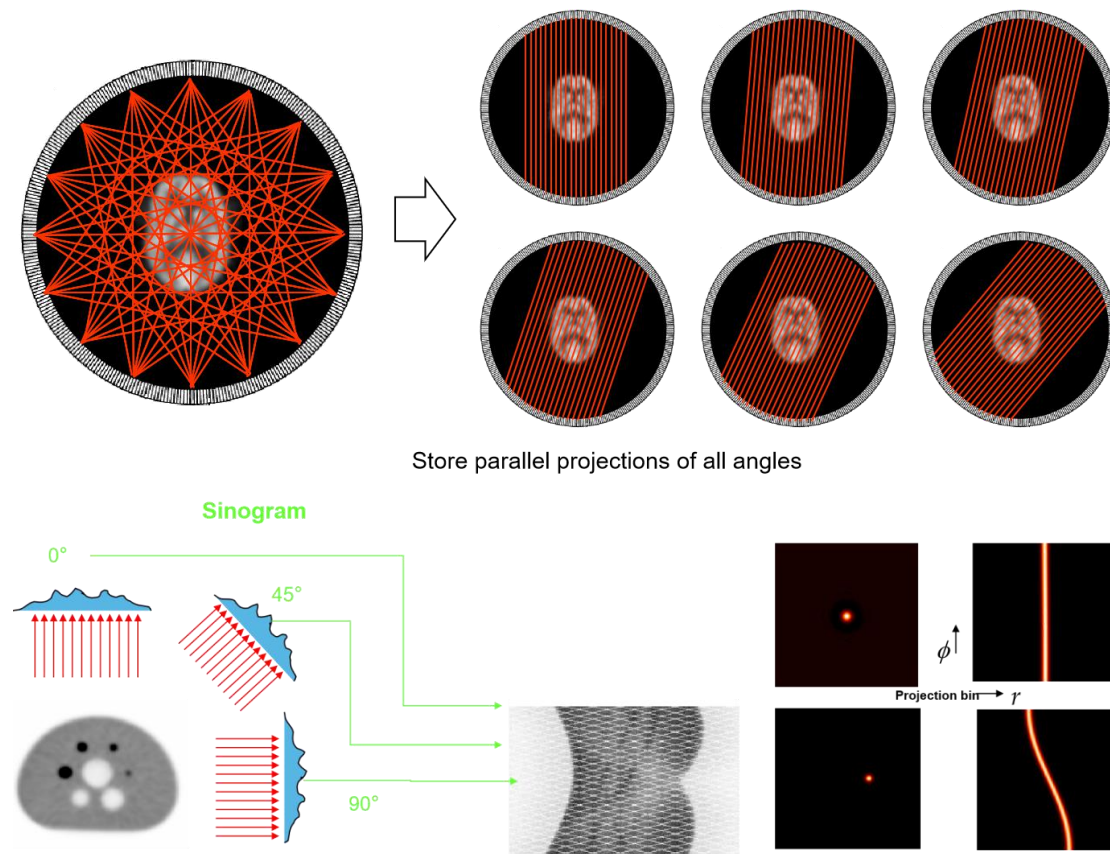 Store parallel projections of all angles
Sinogram
0°
45°
90°
ϕ
Projection bin
r